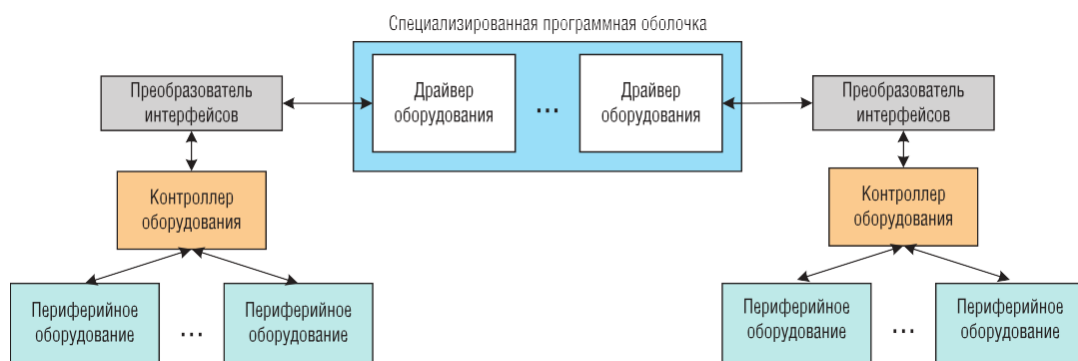 Специализированная программная оболочка
Драйвер
оборудования
...
Драйвер
оборудования
Преобразователь
интерфейсов
Преобразователь
интерфейсов
Контроллер
оборудования
Контроллер
оборудования
Периферийное
оборудование
...
Периферийное
оборудование
Периферийное
оборудование
...
Периферийное
оборудование